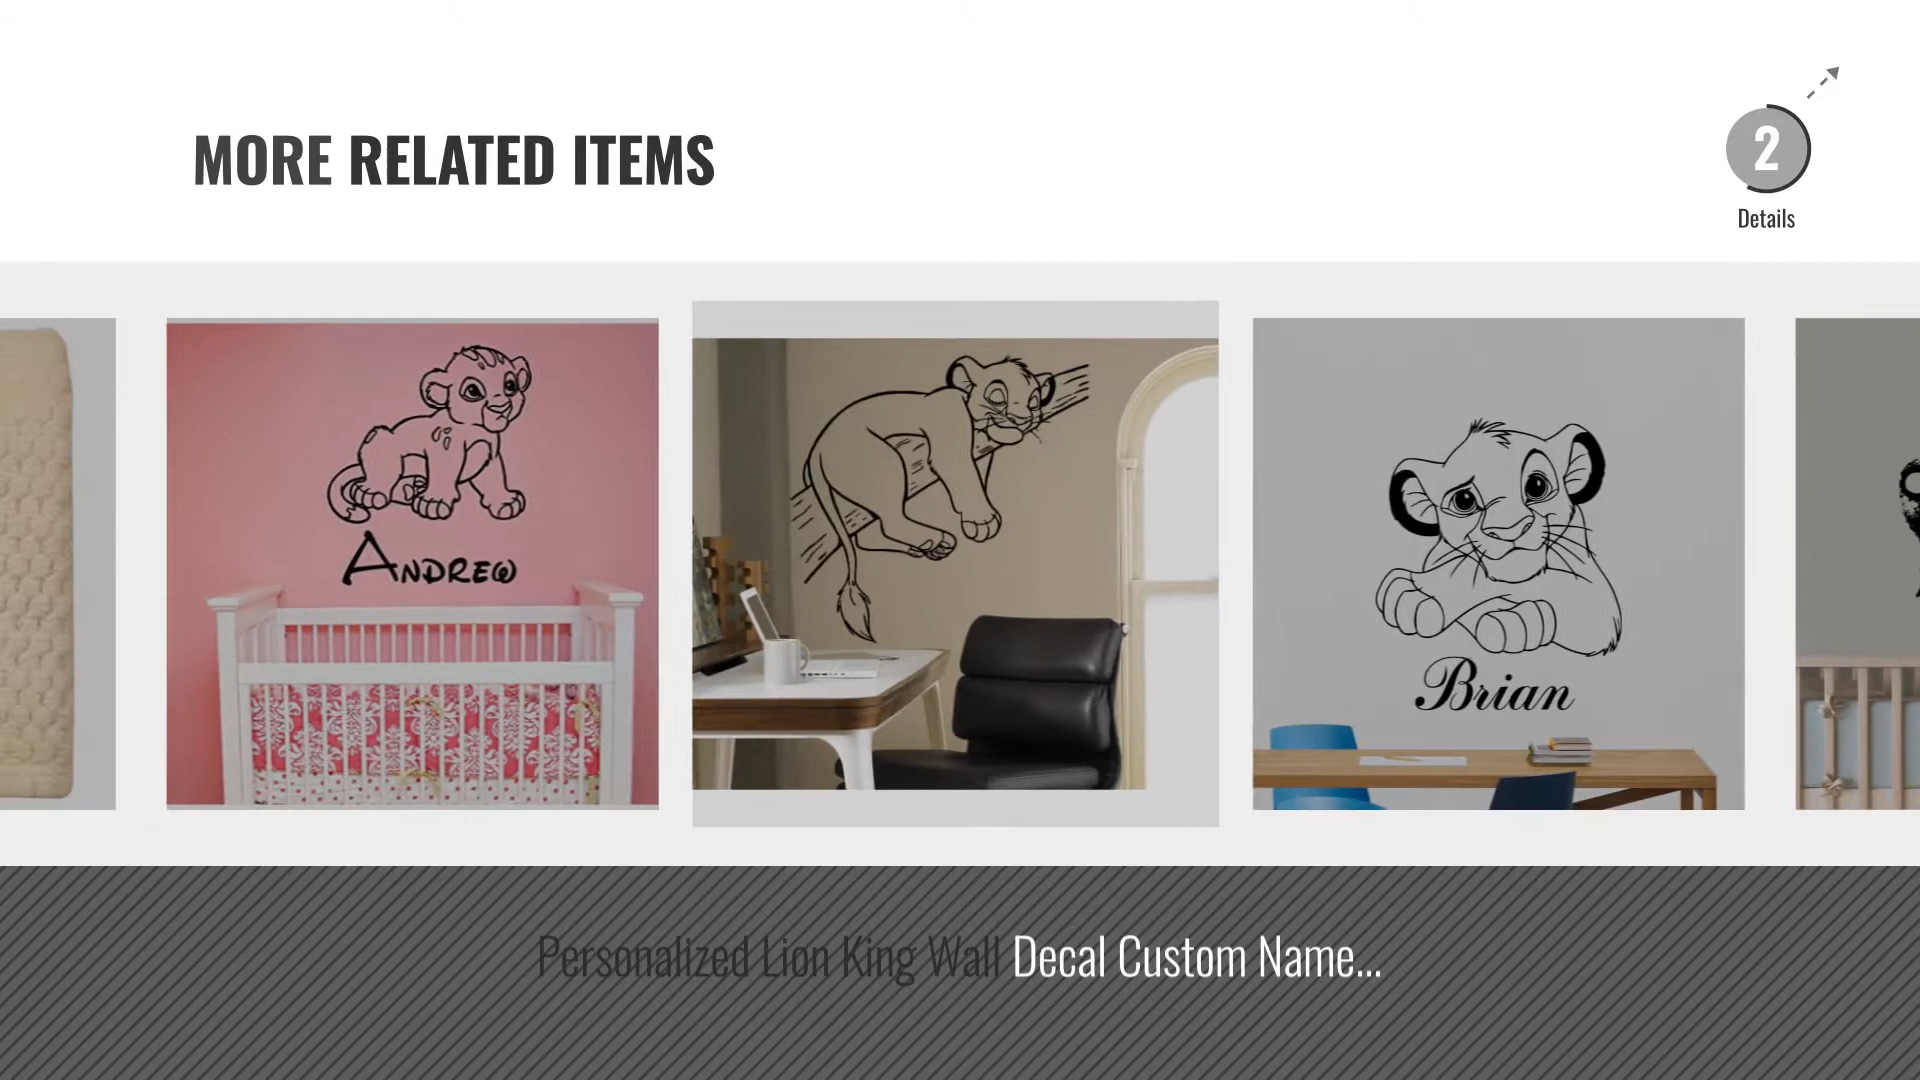 MORE RELATED ITEMS
2
Details
ANDREW
Brian
Personalized Lion King Wall Decal Custom Name...